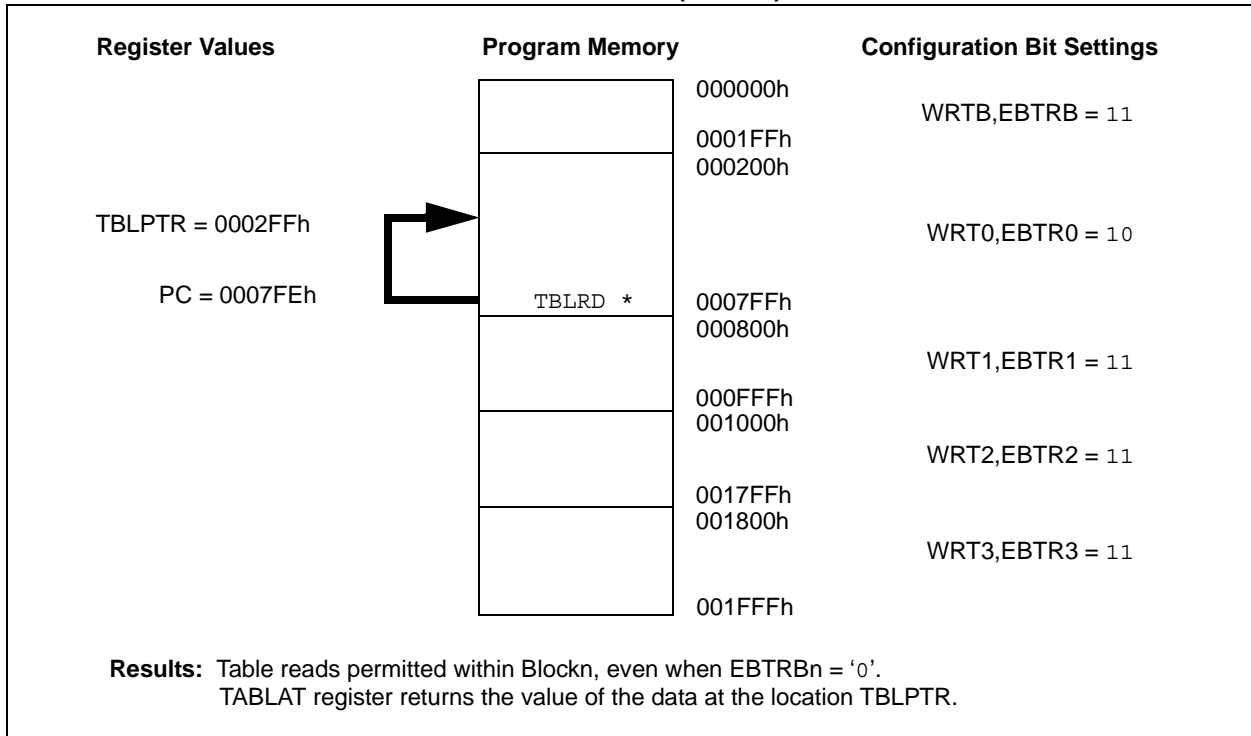 Register Values Program Memory Configuration Bit Settings
000000h
WRTB,EBTRB = 11
0001FFh
000200h
TBLPTR = 0002FFh
WRT0,EBTR0 = 10
PC = 0007FEh
TBLRD *
0007FFh
000800h
WRT1,EBTR1 = 11
000FFFh
001000h
WRT2,EBTR2 = 11
0017FFh
001800h
WRT3,EBTR3 = 11
001FFFh
Results: Table reads permitted within Blockn, even when EBTRBn = ‘0’.
TABLAT register returns the value of the data at the location TBLPTR.